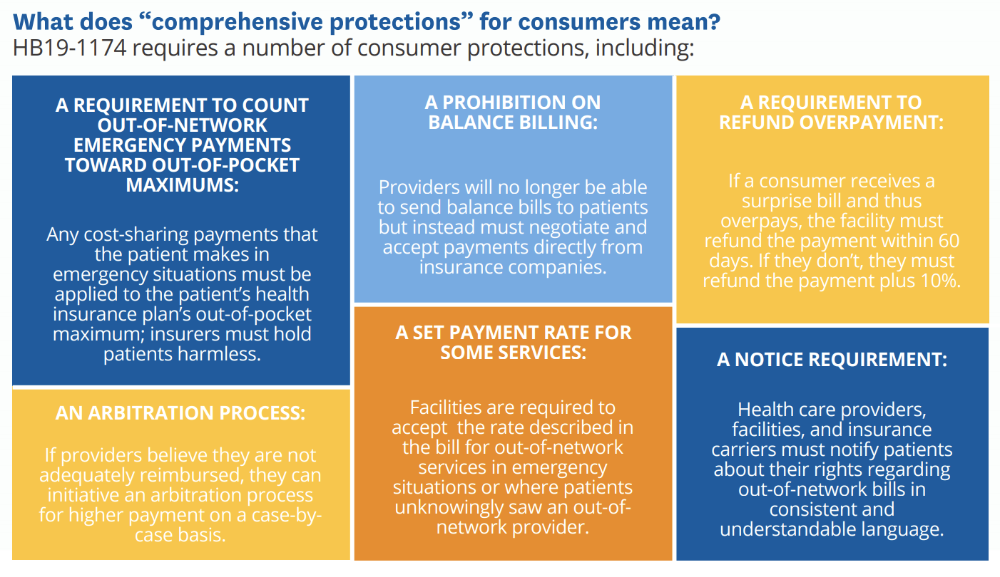 What does “comprehensive protections” for consumers mean?
HB19-1174 requires a number of consumer protections, including:
A REQUIREMENT TO COUNT
OUT-OF-NETWORK
EMERGENCY PAYMENTS
TOWARD OUT-OF-POCKET
MAXIMUMS:
Any cost-sharing payments that
the patient makes in
emergency situations must be
applied to the patient’s health
insurance plan’s out-of-pocket
maximum; insurers must hold
patients harmless.
AN ARBITRATION PROCESS:
If providers believe they are not
adequately reimbursed, they can
initiative an arbitration process
for higher payment on a case-by-
case basis.
A PROHIBITION ON
BALANCE BILLING:
Providers will no longer be able
to send balance bills to patients
but instead must negotiate and
accept payments directly from
insurance companies.
A SET PAYMENT RATE FOR
SOME SERVICES:
Facilities are required to
accept  the rate described in
the bill for out-of-network
services in emergency
situations or where patients
unknowingly saw an out-of-
network provider.
A REQUIREMENT TO
REFUND OVERPAYMENT:
If a consumer receives a
surprise bill and thus
overpays, the facility must
refund the payment within 60
days. If they don’t, they must
refund the payment plus 10%.
A NOTICE REQUIREMENT:
Health care providers,
facilities, and insurance
carriers must notify patients
about their rights regarding
out-of-network bills in
consistent and
understandable language.